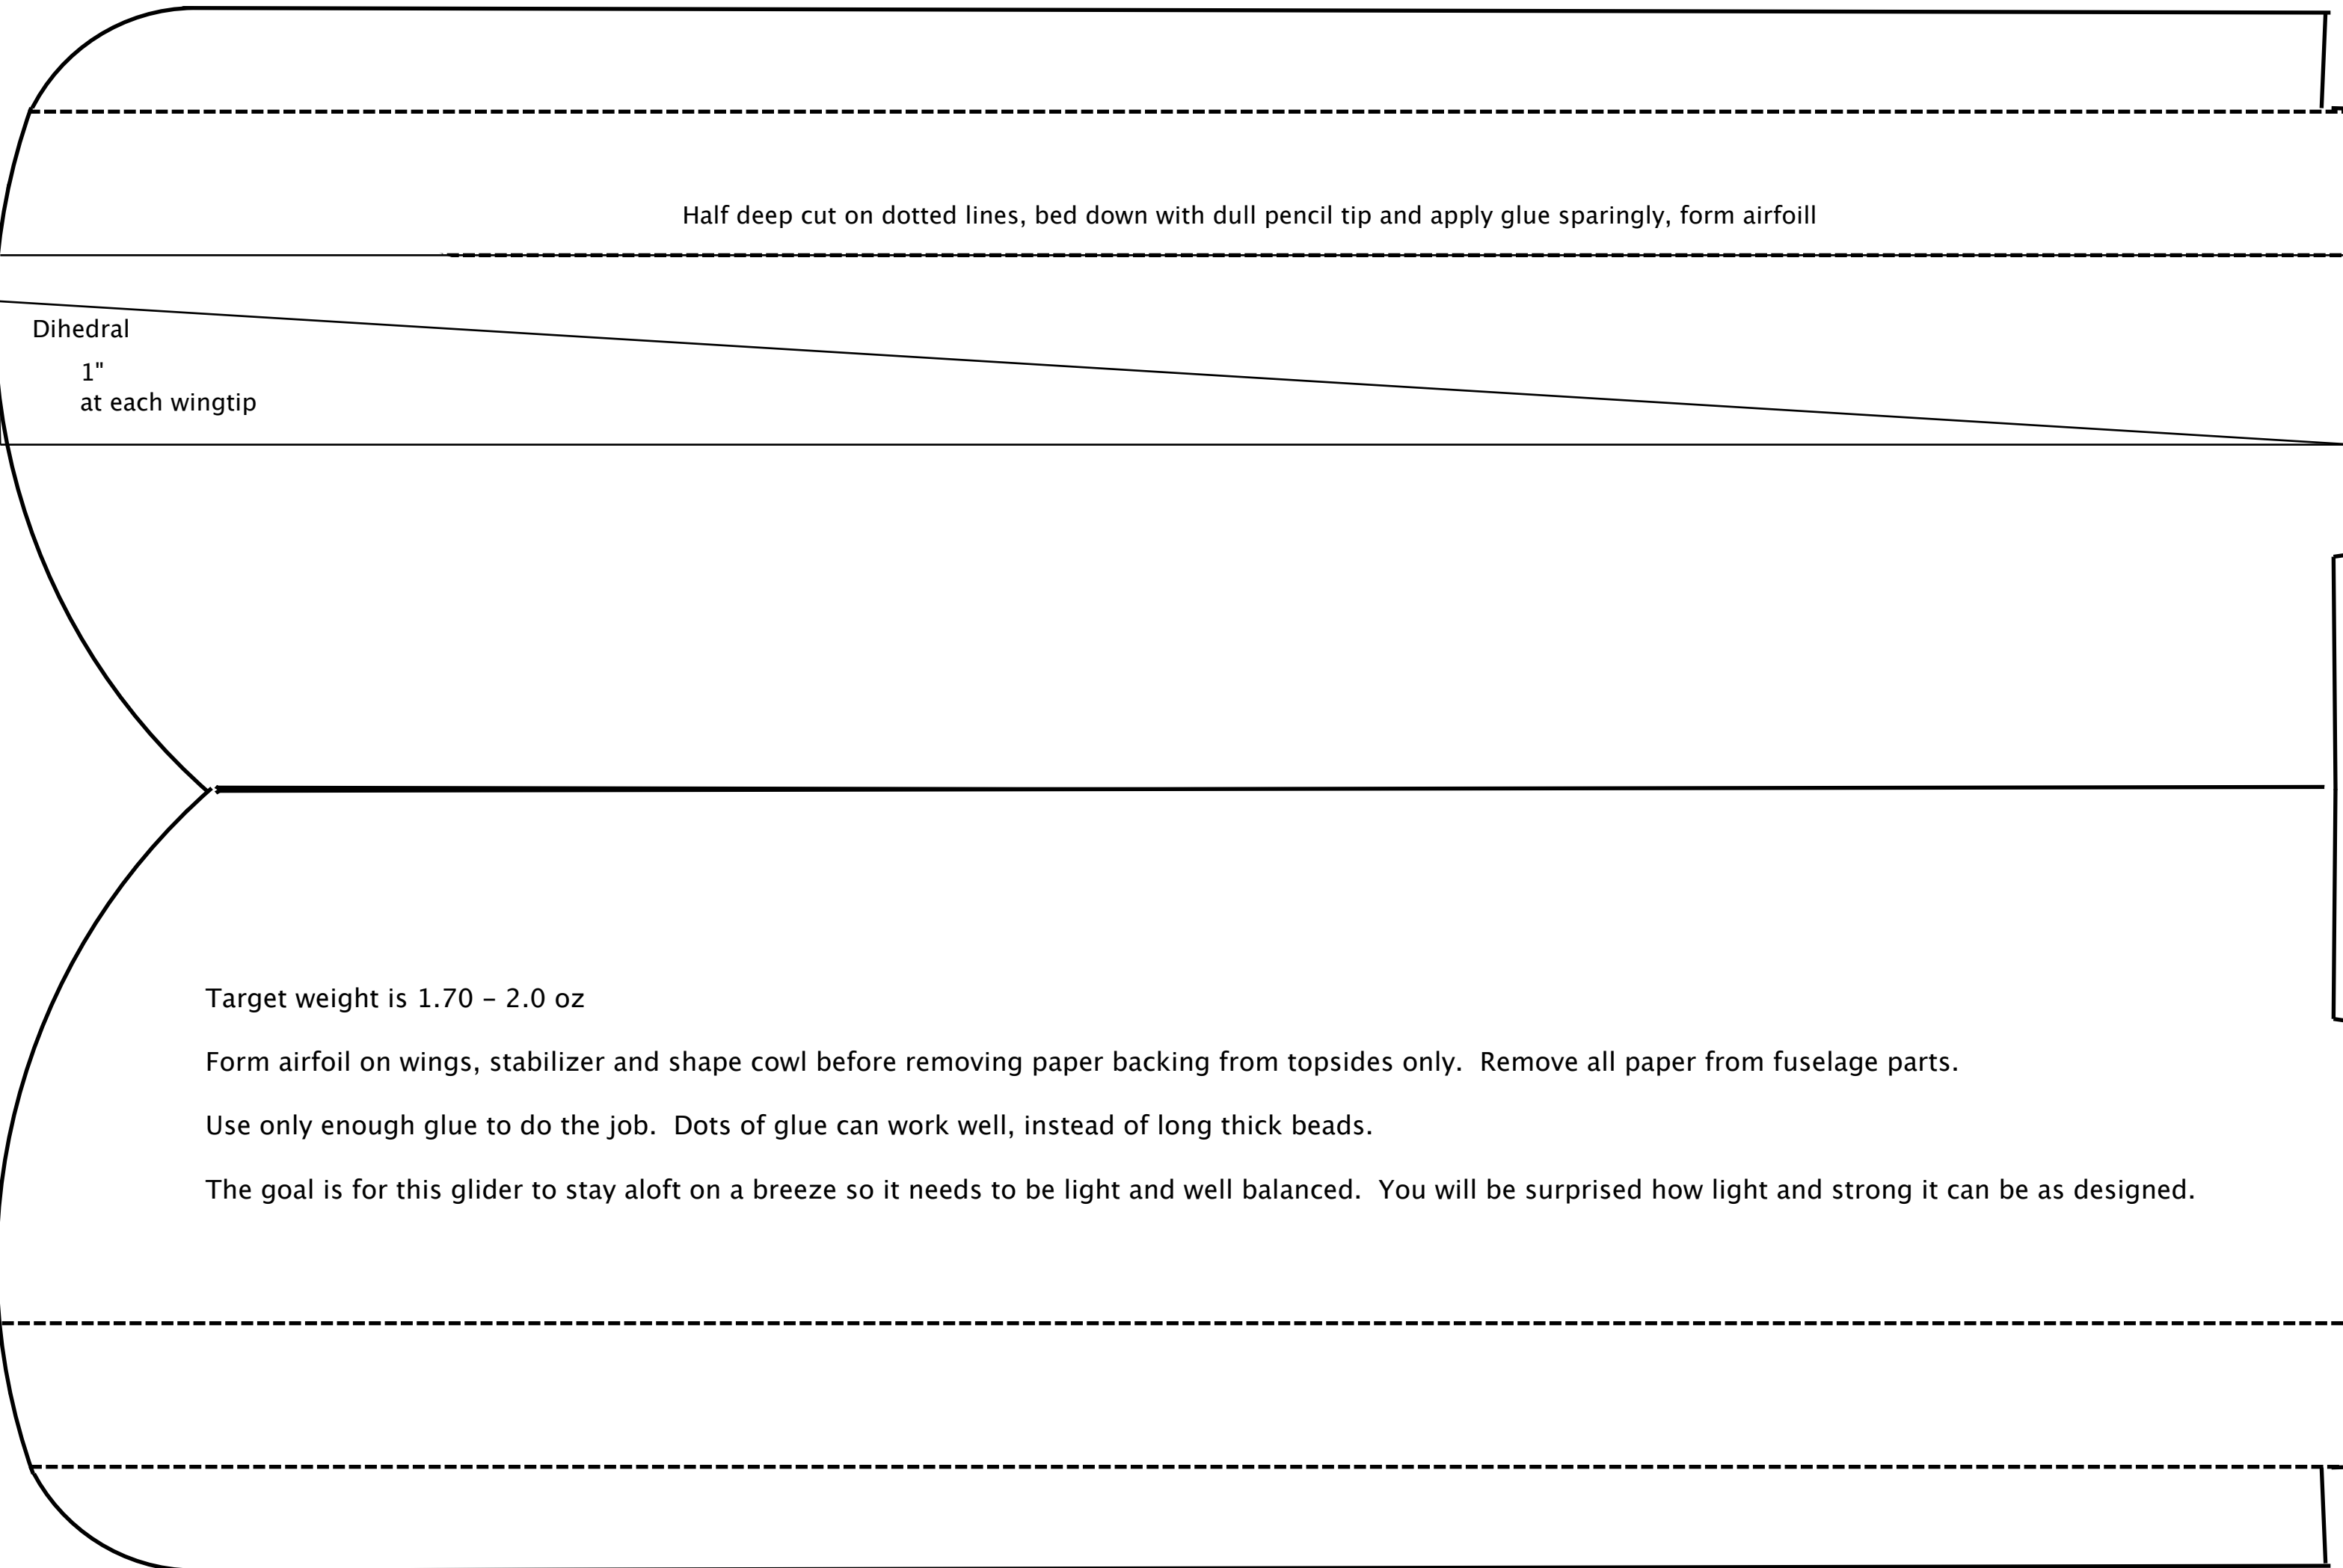 Half deep cut on dotted lines, bed down with dull pencil tip and apply glue sparingly, form airfoill
Dihedral
1"
at each wingtip
Target weight is 1.70 – 2.0 oz
Form airfoil on wings, stabilizer and shape cowl before removing paper backing from topsides only.  Remove all paper from fuselage parts.
Use only enough glue to do the job.  Dots of glue can work well, instead of long thick beads.
The goal is for this glider to stay aloft on a breeze so it needs to be light and well balanced.  You will be surprised how light and strong it can be as designed.